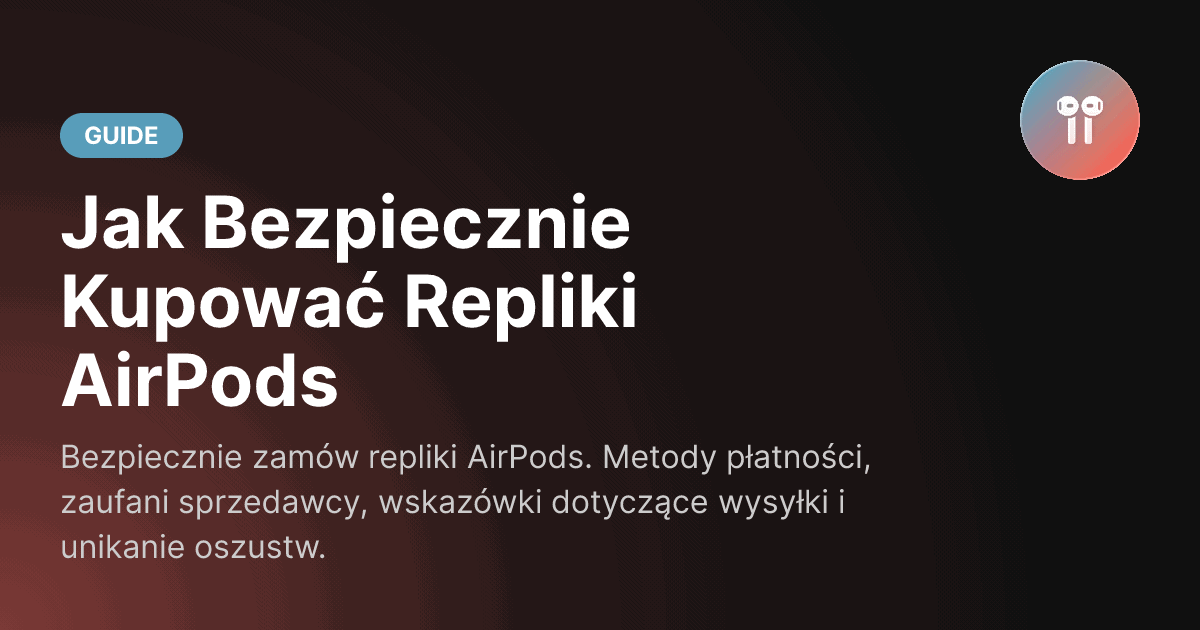 GUIDE
Jak Bezpiecznie
Kupować Repliki
AirPods
Bezpiecznie zamów repliki AirPods. Metody płatności,
zaufani sprzedawcy, wskazówki dotyczące wysyłki i
unikanie oszustw.